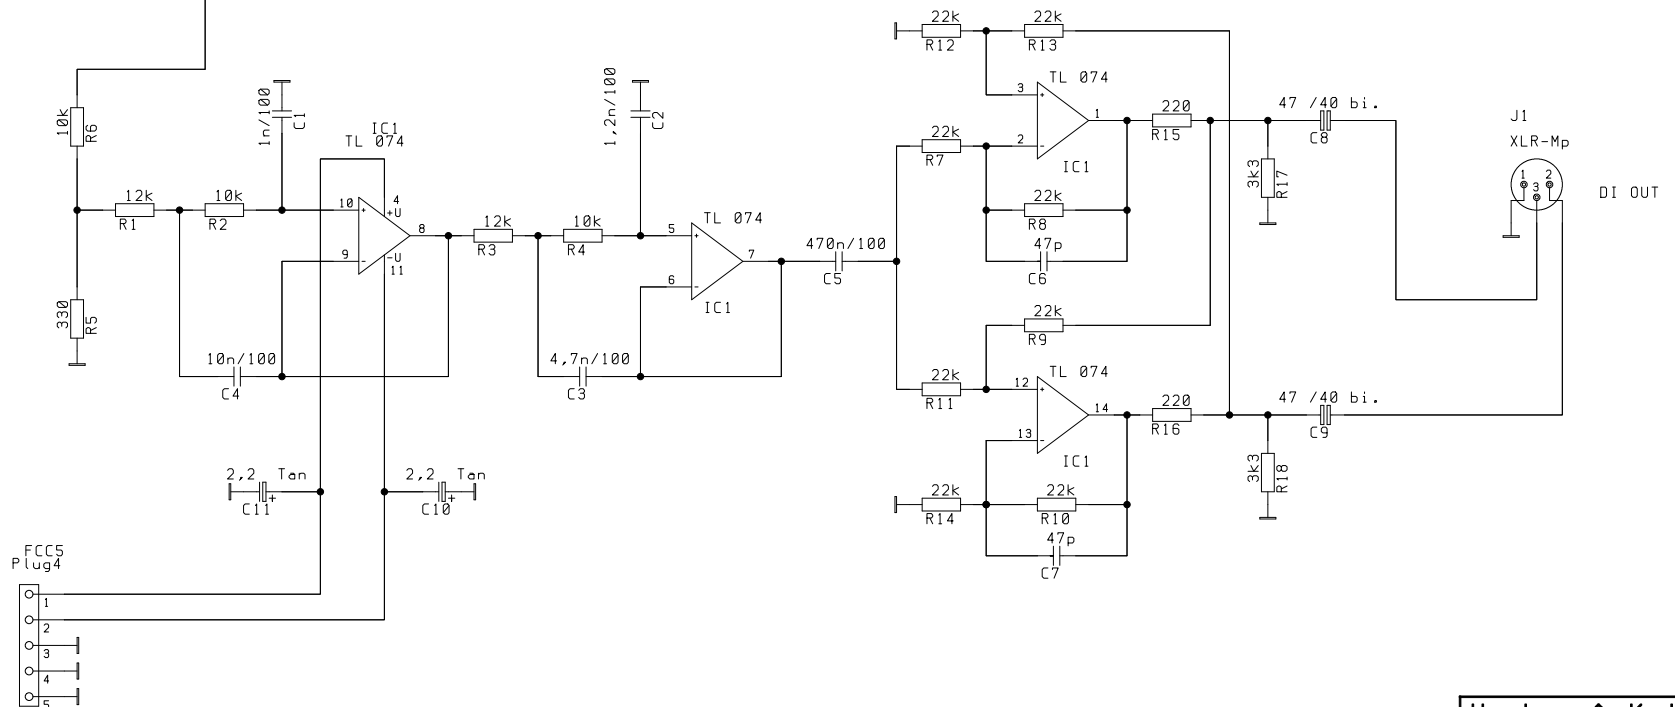 22k
R12
22k
R13
TL 074
3
+
2
-
1
IC1
220
R15
47 /40 bi.
C8
J1
XLR-Mp
1
2
3
DI OUT
10k
R6
1n/100
C1
IC1
TL 074
1,2n/100
C2
22k
R7
3k3
R17
12k
R1
10k
R2
10
+
4
+U
9
-
-U
11
8
12k
R3
10k
R4
5
+
6
-
7
TL 074
IC1
470n/100
C5
22k
R8
47p
C6
22k
R9
330
R5
10n/100
C4
4,7n/100
C3
22k
R11
TL 074
12
+
13
-
14
IC1
220
R16
47 /40 bi.
C9
3k3
R18
2,2 Tan
+
C11
2,2 Tan
+
C10
22k
R14
22k
R10
47p
C7
FCC5
Plug4
1
2
3
4
5